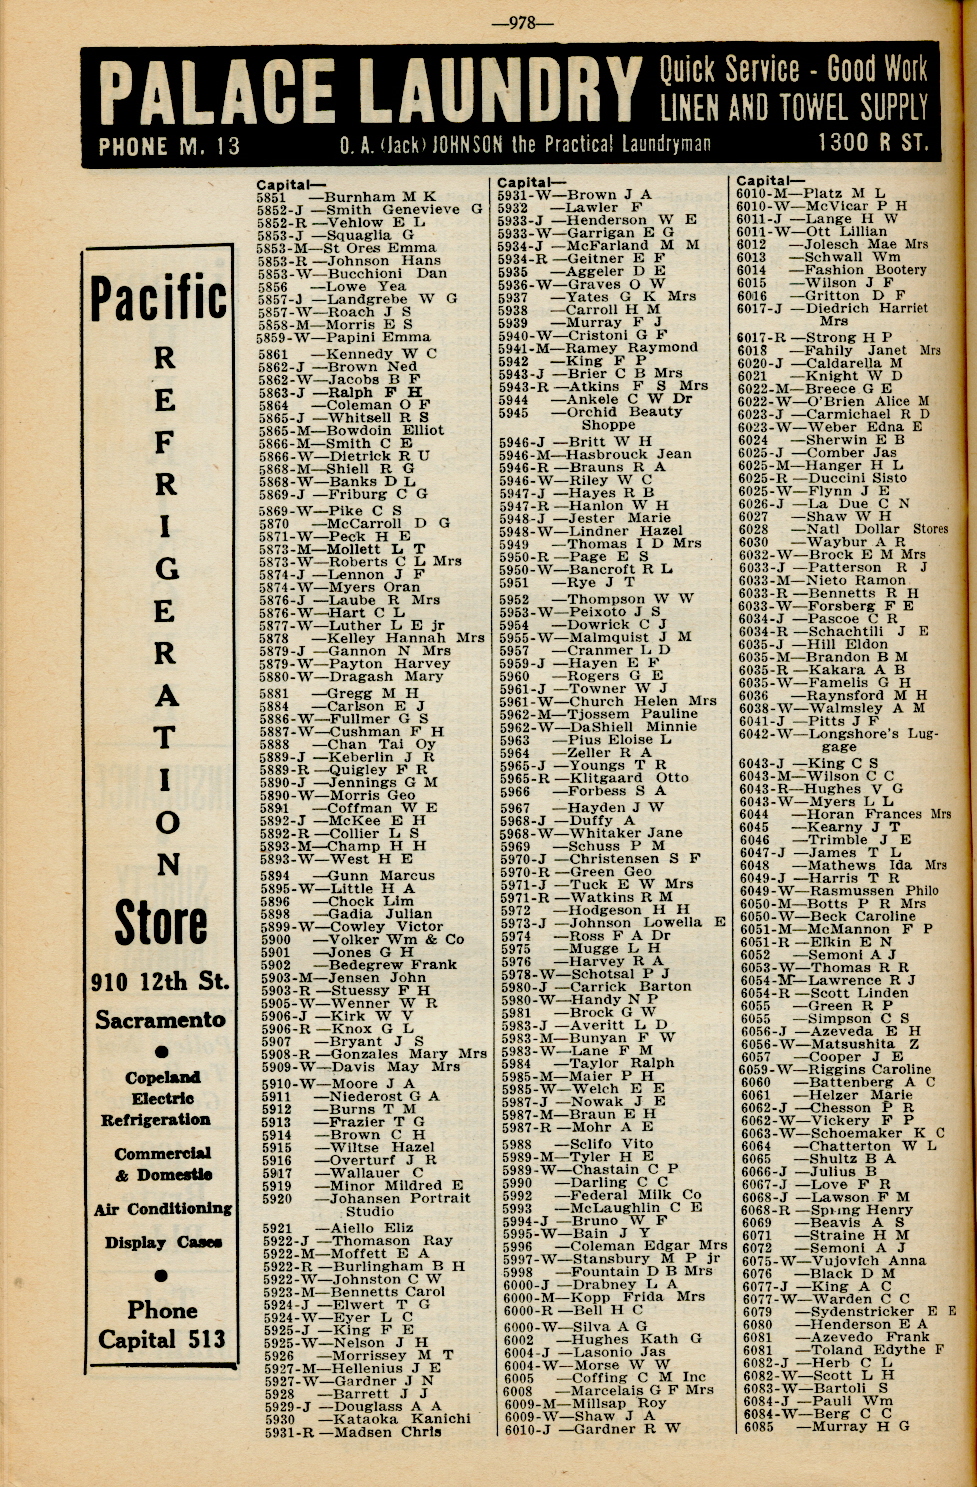 —978—
PALACE LAUNDRY
Quick Service - Good Work
LINEN AND TOWEL SUPPLY
PHONE M. 13 O. A. (Jack) JOHNSON the Practical Laundryman 1300 R ST.
Pacific
R
E
F
R
I
G
E
R
A
T
I
O
N
Store
910 12th St.
Sacramento
●
Copeland
Electric
Refrigeration
Commercial
& Domestic
Air Conditioning
Display Cases
●
Phone
Capital 513
Capital—
5851 —Burnham M K
5852-J —Smith Genevieve G
5852-R —Vehlow E L
5853-J —Squaglia G
5853-M—St Ores Emma
5853-R —Johnson Hans
5853-W—Bucchioni Dan
5856 —Lowe Yea
5857-J —Landgrebe W G
5857-W—Roach J S
5858-M—Morris E S
5859-W—Papini Emma
5861 —Kennedy W C
5862-J —Brown Ned
5862-W—Jacobs B F
5863-J —Ralph F H
5864 —Coleman O F
5865-J —Whitsell R S
5865-M—Bowdoin Elliot
5866-M—Smith C E
5866-W—Dietrick R U
5868-M—Shiell R G
5868-W—Banks D L
5869-J —Friburg C G
5869-W—Pike C S
5870 —McCarroll D G
5871-W—Peck H E
5873-M—Mollett L T
5873-W—Roberts C L Mrs
5874-J —Lennon J F
5874-W—Myers Oran
5876-J —Laube R Mrs
5876-W—Hart C L
5877-W—Luther L E jr
5878 —Kelley Hannah Mrs
5879-J —Gannon N Mrs
5879-W—Payton Harvey
5880-W—Dragash Mary
5881 —Gregg M H
5884 —Carlson E J
5886-W—Fullmer G S
5887-W—Cushman F H
5888 —Chan Tai Oy
5889-J —Keberlin J R
5889-R —Quigley F R
5890-J —Jennings G M
5890-W—Morris Geo
5891 —Coffman W E
5892-J —McKee E H
5892-R —Collier L S
5893-M—Champ H H
5893-W—West H E
5894 —Gunn Marcus
5895-W—Little H A
5896 —Chock Lim
5898 —Gadia Julian
5899-W—Cowley Victor
5900 —Volker Wm & Co
5901 —Jones G H
5902 —Bedegrew Frank
5903-M—Jensen John
5903-R —Stuessy F H
5905-W—Wenner W R
5906-J —Kirk W V
5906-R —Knox G L
5907 —Bryant J S
5908-R —Gonzales Mary Mrs
5909-W—Davis May Mrs
5910-W—Moore J A
5911 —Niederost G A
5912 —Burns T M
5913 —Frazier T G
5914 —Brown C H
5915 —Wiltse Hazel
5916 —Overturf J R
5917 —Wallauer C
5919 —Minor Mildred E
5920 —Johansen Portrait
Studio
5921 —Aiello Eliz
5922-J —Thomason Ray
5922-M—Moffett E A
5922-R —Burlingham B H
5922-W—Johnston C W
5923-M—Bennetts Carol
5924-J —Elwert T G
5924-W—Eyer L C
5925-J —King F E
5925-W—Nelson J H
5926 —Morrissey M T
5927-M—Hellenius J E
5927-W—Gardner J N
5928 —Barrett J J
5929-J —Douglass A A
5930 —Kataoka Kanichi
5931-R —Madsen Chris
Capital—
5931-W—Brown J A
5932 —Lawler F
5933-J —Henderson W E
5933-W—Garrigan E G
5934-J —McFarland M M
5934-R —Geitner E F
5935 —Aggeler D E
5936-W—Graves O W
5937 —Yates G K Mrs
5938 —Carroll H M
5939 —Murray F J
5940-W—Cristoni G F
5941-M—Ramey Raymond
5942 —King F P
5943-J —Brier C B Mrs
5943-R —Atkins F S Mrs
5944 —Ankele C W Dr
5945 —Orchid Beauty
Shoppe
5946-J —Britt W H
5946-M—Hasbrouck Jean
5946-R —Brauns R A
5946-W—Riley W C
5947-J —Hayes R B
5947-R —Hanlon W H
5948-J —Jester Marie
5948-W—Lindner Hazel
5949 —Thomas I D Mrs
5950-R —Page E S
5950-W—Bancroft R L
5951 —Rye J T
5952 —Thompson W W
5953-W—Peixoto J S
5954 —Dowrick C J
5955-W—Malmquist J M
5957 —Cranmer L D
5959-J —Hayen E F
5960 —Rogers G E
5961-J —Towner W J
5961-W—Church Helen Mrs
5962-M—Tjossem Pauline
5962-W—DaShiell Minnie
5963 —Pius Eloise L
5964 —Zeller R A
5965-J —Youngs T R
5965-R —Klitgaard Otto
5966 —Forbess S A
5967 —Hayden J W
5968-J —Duffy A
5968-W—Whitaker Jane
5969 —Schuss P M
5970-J —Christensen S F
5970-R —Green Geo
5971-J —Tuck E W Mrs
5971-R —Watkins R M
5972 —Hodgeson H H
5973-J —Johnson Lowella E
5974 —Ross F A Dr
5975 —Mugge L H
5976 —Harvey R A
5978-W—Schotsal P J
5980-J —Carrick Barton
5980-W—Handy N P
5981 —Brock G W
5983-J —Averitt L D
5983-M—Bunyan F W
5983-W—Lane F M
5984 —Taylor Ralph
5985-M—Maier P H
5985-W—Welch E E
5987-J —Nowak J E
5987-M—Braun E H
5987-R —Mohr A E
5988 —Sclifo Vito
5989-M—Tyler H E
5989-W—Chastain C P
5990 —Darling C C
5992 —Federal Milk Co
5993 —McLaughlin C E
5994-J —Bruno W F
5995-W—Bain J Y
5996 —Coleman Edgar Mrs
5997-W—Stansbury M P jr
5998 —Fountain D B Mrs
6000-J —Drabney L A
6000-M—Kopp Frida Mrs
6000-R —Bell H C
6000-W—Silva A G
6002 —Hughes Kath G
6004-J —Lasonio Jas
6004-W—Morse W W
6005 —Coffing C M Inc
6008 —Marcelais G F Mrs
6009-M—Millsap Roy
6009-W—Shaw J A
6010-J —Gardner R W
Capital—
6010-M—Platz M L
6010-W—McVicar P H
6011-J —Lange H W
6011-W—Ott Lillian
6012 —Jolesch Mae Mrs
6013 —Schwall Wm
6014 —Fashion Bootery
6015 —Wilson J F
6016 —Gritton D F
6017-J —Diedrich Harriet
Mrs
6017-R —Strong H P
6018 —Fahily Janet Mrs
6020-J —Caldarella M
6021 —Knight W D
6022-M—Breece G E
6022-W—O'Brien Alice M
6023-J —Carmichael R D
6023-W—Weber Edna E
6024 —Sherwin E B
6025-J —Comber Jas
6025-M—Hanger H L
6025-R —Duccini Sisto
6025-W—Flynn J E
6026-J —La Due C N
6027 —Shaw W H
6028 —Natl Dollar Stores
6030 —Waybur A R
6032-W—Brock E M Mrs
6033-J —Patterson R J
6033-M—Nieto Ramon
6033-R —Bennetts R H
6033-W—Forsberg F E
6034-J —Pascoe C R
6034-R —Schachtili J E
6035-J —Hill Eldon
6035-M—Brandon B M
6035-R —Kakara A B
6035-W—Famelis G H
6036 —Raynsford M H
6038-W—Walmsley A M
6041-J —Pitts J F
6042-W—Longshore's Lug-
gage
6043-J —King C S
6043-M—Wilson C C
6043-R—Hughes V G
6043-W—Myers L L
6044 —Horan Frances Mrs
6045 —Kearny J T
6046 —Trimble J E
6047-J —James T L
6048 —Mathews Ida Mrs
6049-J —Harris T R
6049-W—Rasmussen Philo
6050-M—Botts P R Mrs
6050-W—Beck Caroline
6051-M—McMannon F P
6051-R —Elkin E N
6052 —Semoni A J
6053-W—Thomas R R
6054-M—Lawrence R J
6054-R —Scott Linden
6055 —Green R P
6055 —Simpson C S
6056-J —Azeveda E H
6056-W—Matsushita Z
6057 —Cooper J E
6059-W—Riggins Caroline
6060 —Battenberg A C
6061 —Helzer Marie
6062-J —Chesson P R
6062-W—Vickery F P
6063-W—Schoemaker K C
6064 —Chatterton W L
6065 —Shultz B A
6066-J —Julius B
6067-J —Love F R
6068-J —Lawson F M
6068-R —Spring Henry
6069 —Beavis A S
6071 —Straine H M
6072 —Semoni A J
6075-W—Vujovich Anna
6076 —Black D M
6077-J —King A C
6077-W—Warden C C
6079 —Sydenstricker E E
6080 —Henderson E A
6081 —Azevedo Frank
6081 —Toland Edythe F
6082-J —Herb C L
6082-W—Scott L H
6083-W—Bartoli S
6084-J —Pauli Wm
6084-W—Berg C C
6085 —Murray H G